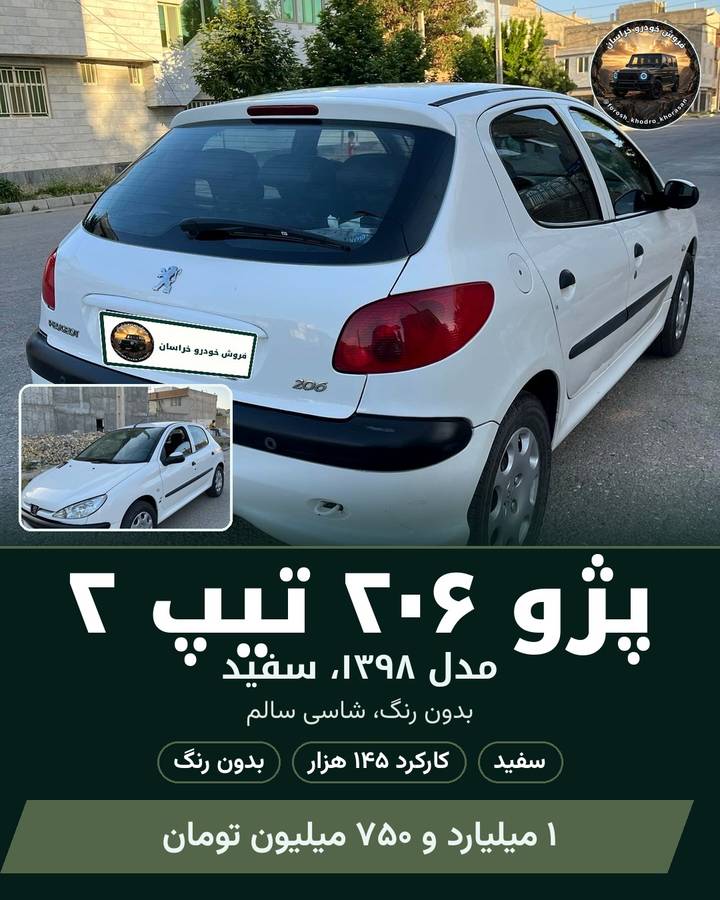 فروش خودرو خراسان
forosh_khodro_khorasan
PEUGEOT
فروش خودرو خراسان
206
پژو ۲۰۶ تیپ ۲
مدل ۱۳۹۸، سفید
بدون رنگ، شاسی سالم
سفید
کارکرد ۱۴۵ هزار
بدون رنگ
۱ میلیارد و ۷۵۰ میلیون تومان